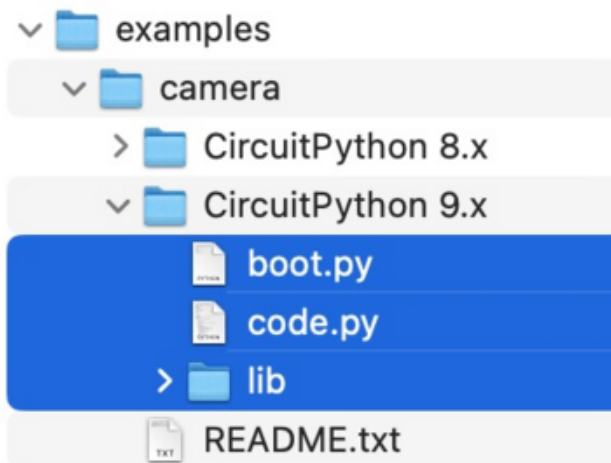 examples
camera
CircuitPython 8.x
CircuitPython 9.x
boot.py
code.py
lib
README.txt